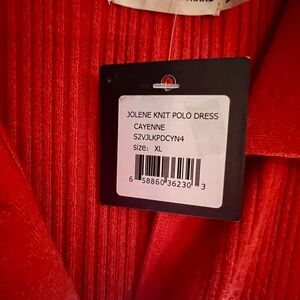 JOLENE KNIT POLO DRESS
CAYENNE
S2VJLKPDCYN4
size: XL
6 58860 36230 3